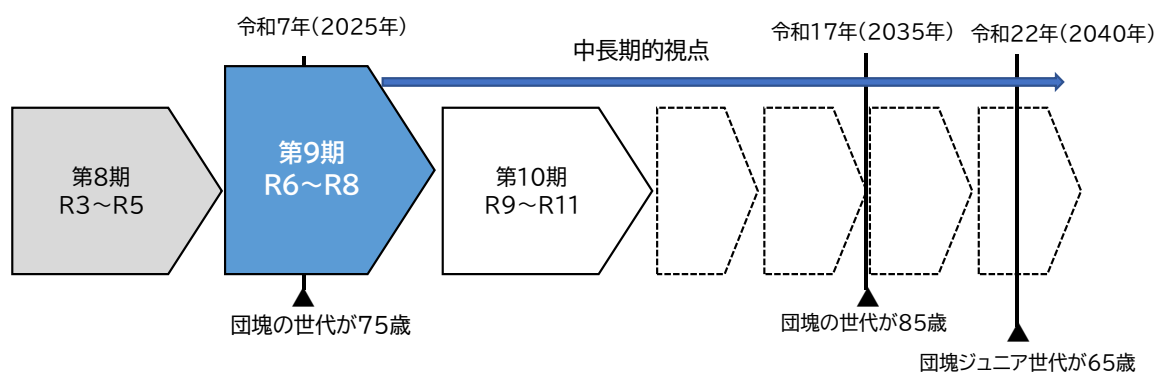 令和7年(2025年)
令和17年(2035年)
令和22年(2040年)
中長期的視点
第8期
R3～R5
第9期
R6～R8
第10期
R9～R11
団塊の世代が75歳
団塊の世代が85歳
団塊ジュニア世代が65歳